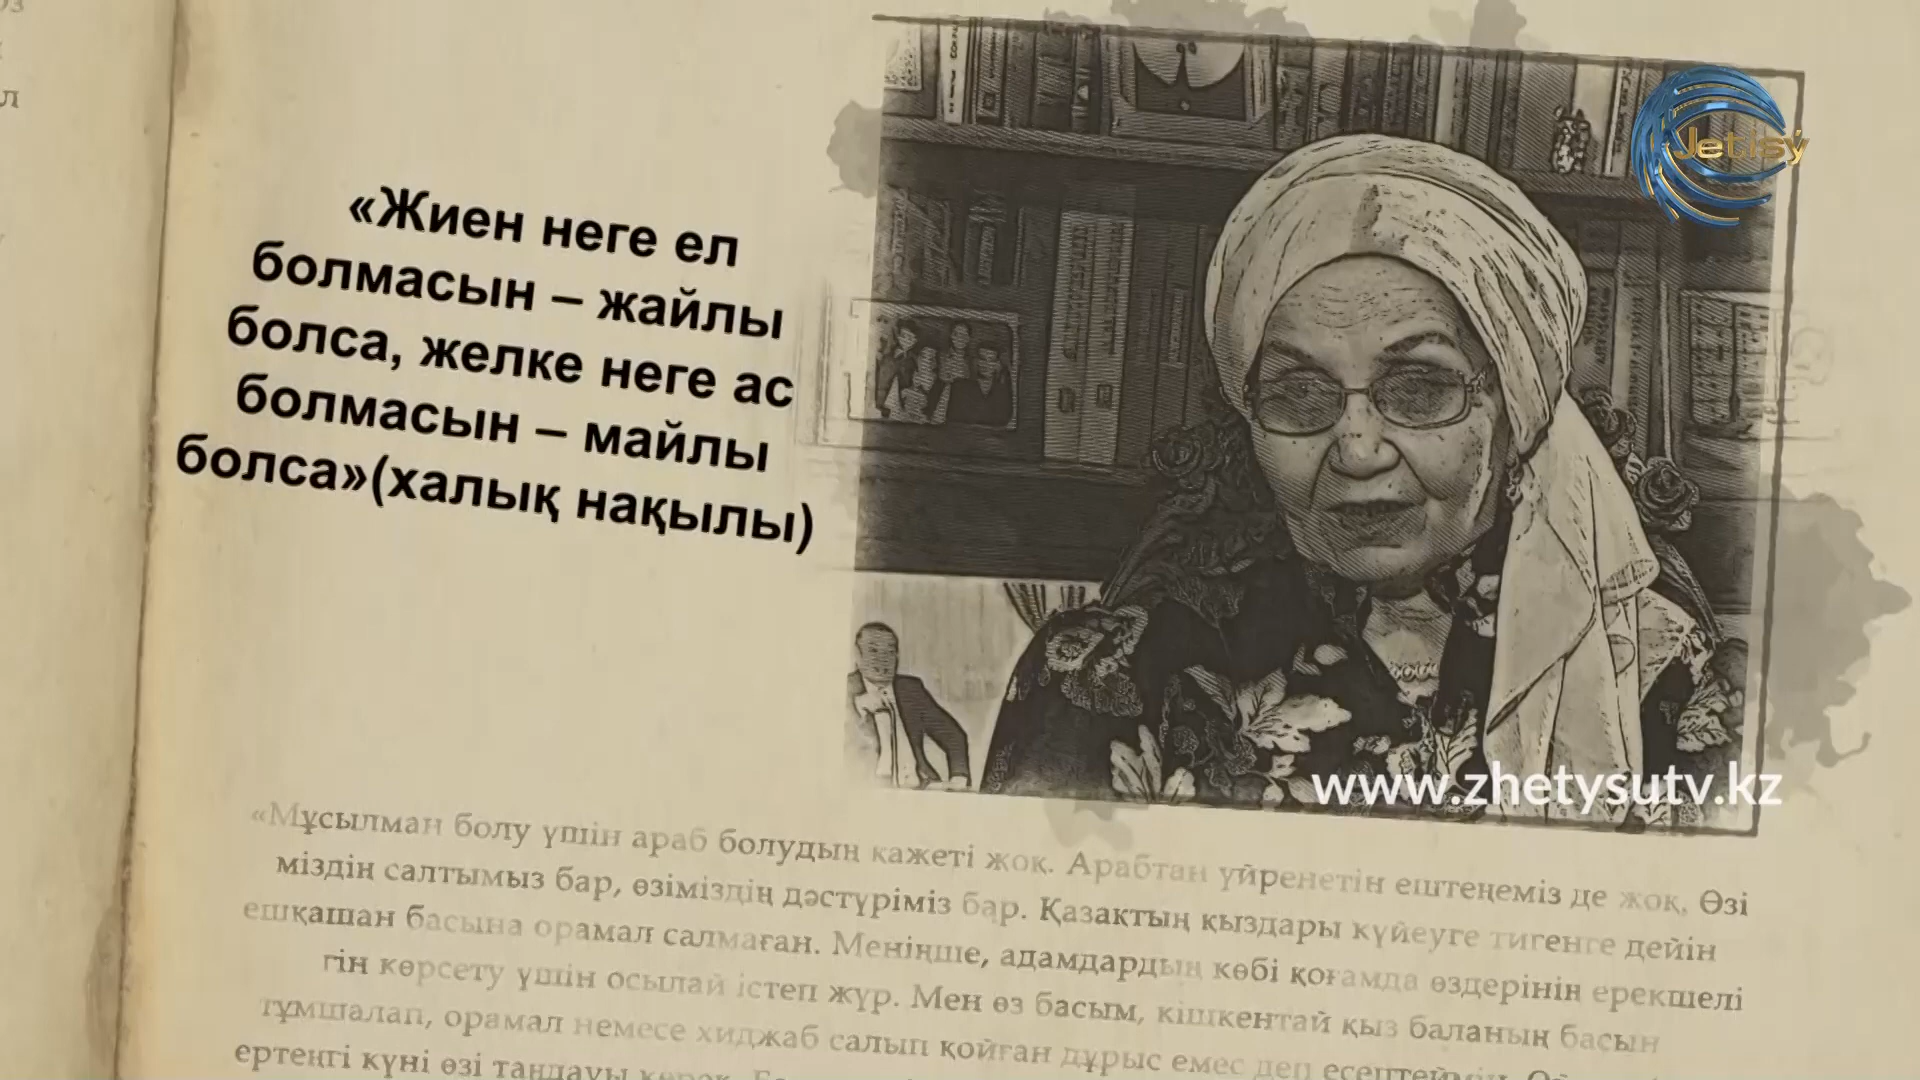 л
«Жиен неге ел
болмасын – жайлы
болса, желке неге ас
болмасын – майлы
болса»(халық нақылы)
Jetisý
www.zhetysutv.kz
«Мұсылман болу үшін араб болудың қажеті жоқ. Арабтан үйренетін ештеңеміз де жоқ. Өзі
міздің салтымыз бар, өзіміздің дәстүріміз бар. Қазақтың қыздары күйеуге тигенге дейін
ешқашан басына орамал салмаған. Меніңше, адамдардың көбі қоғамда өздерінің ерекшелі
гін көрсету үшін осылай істеп жүр. Мен өз басым, кішкентай қыз баланың басын
тұмшалап, орамал немесе хиджаб салып қойған дұрыс емес деп есептеймін.
ертеңгі күні өзі таңдауы керек.